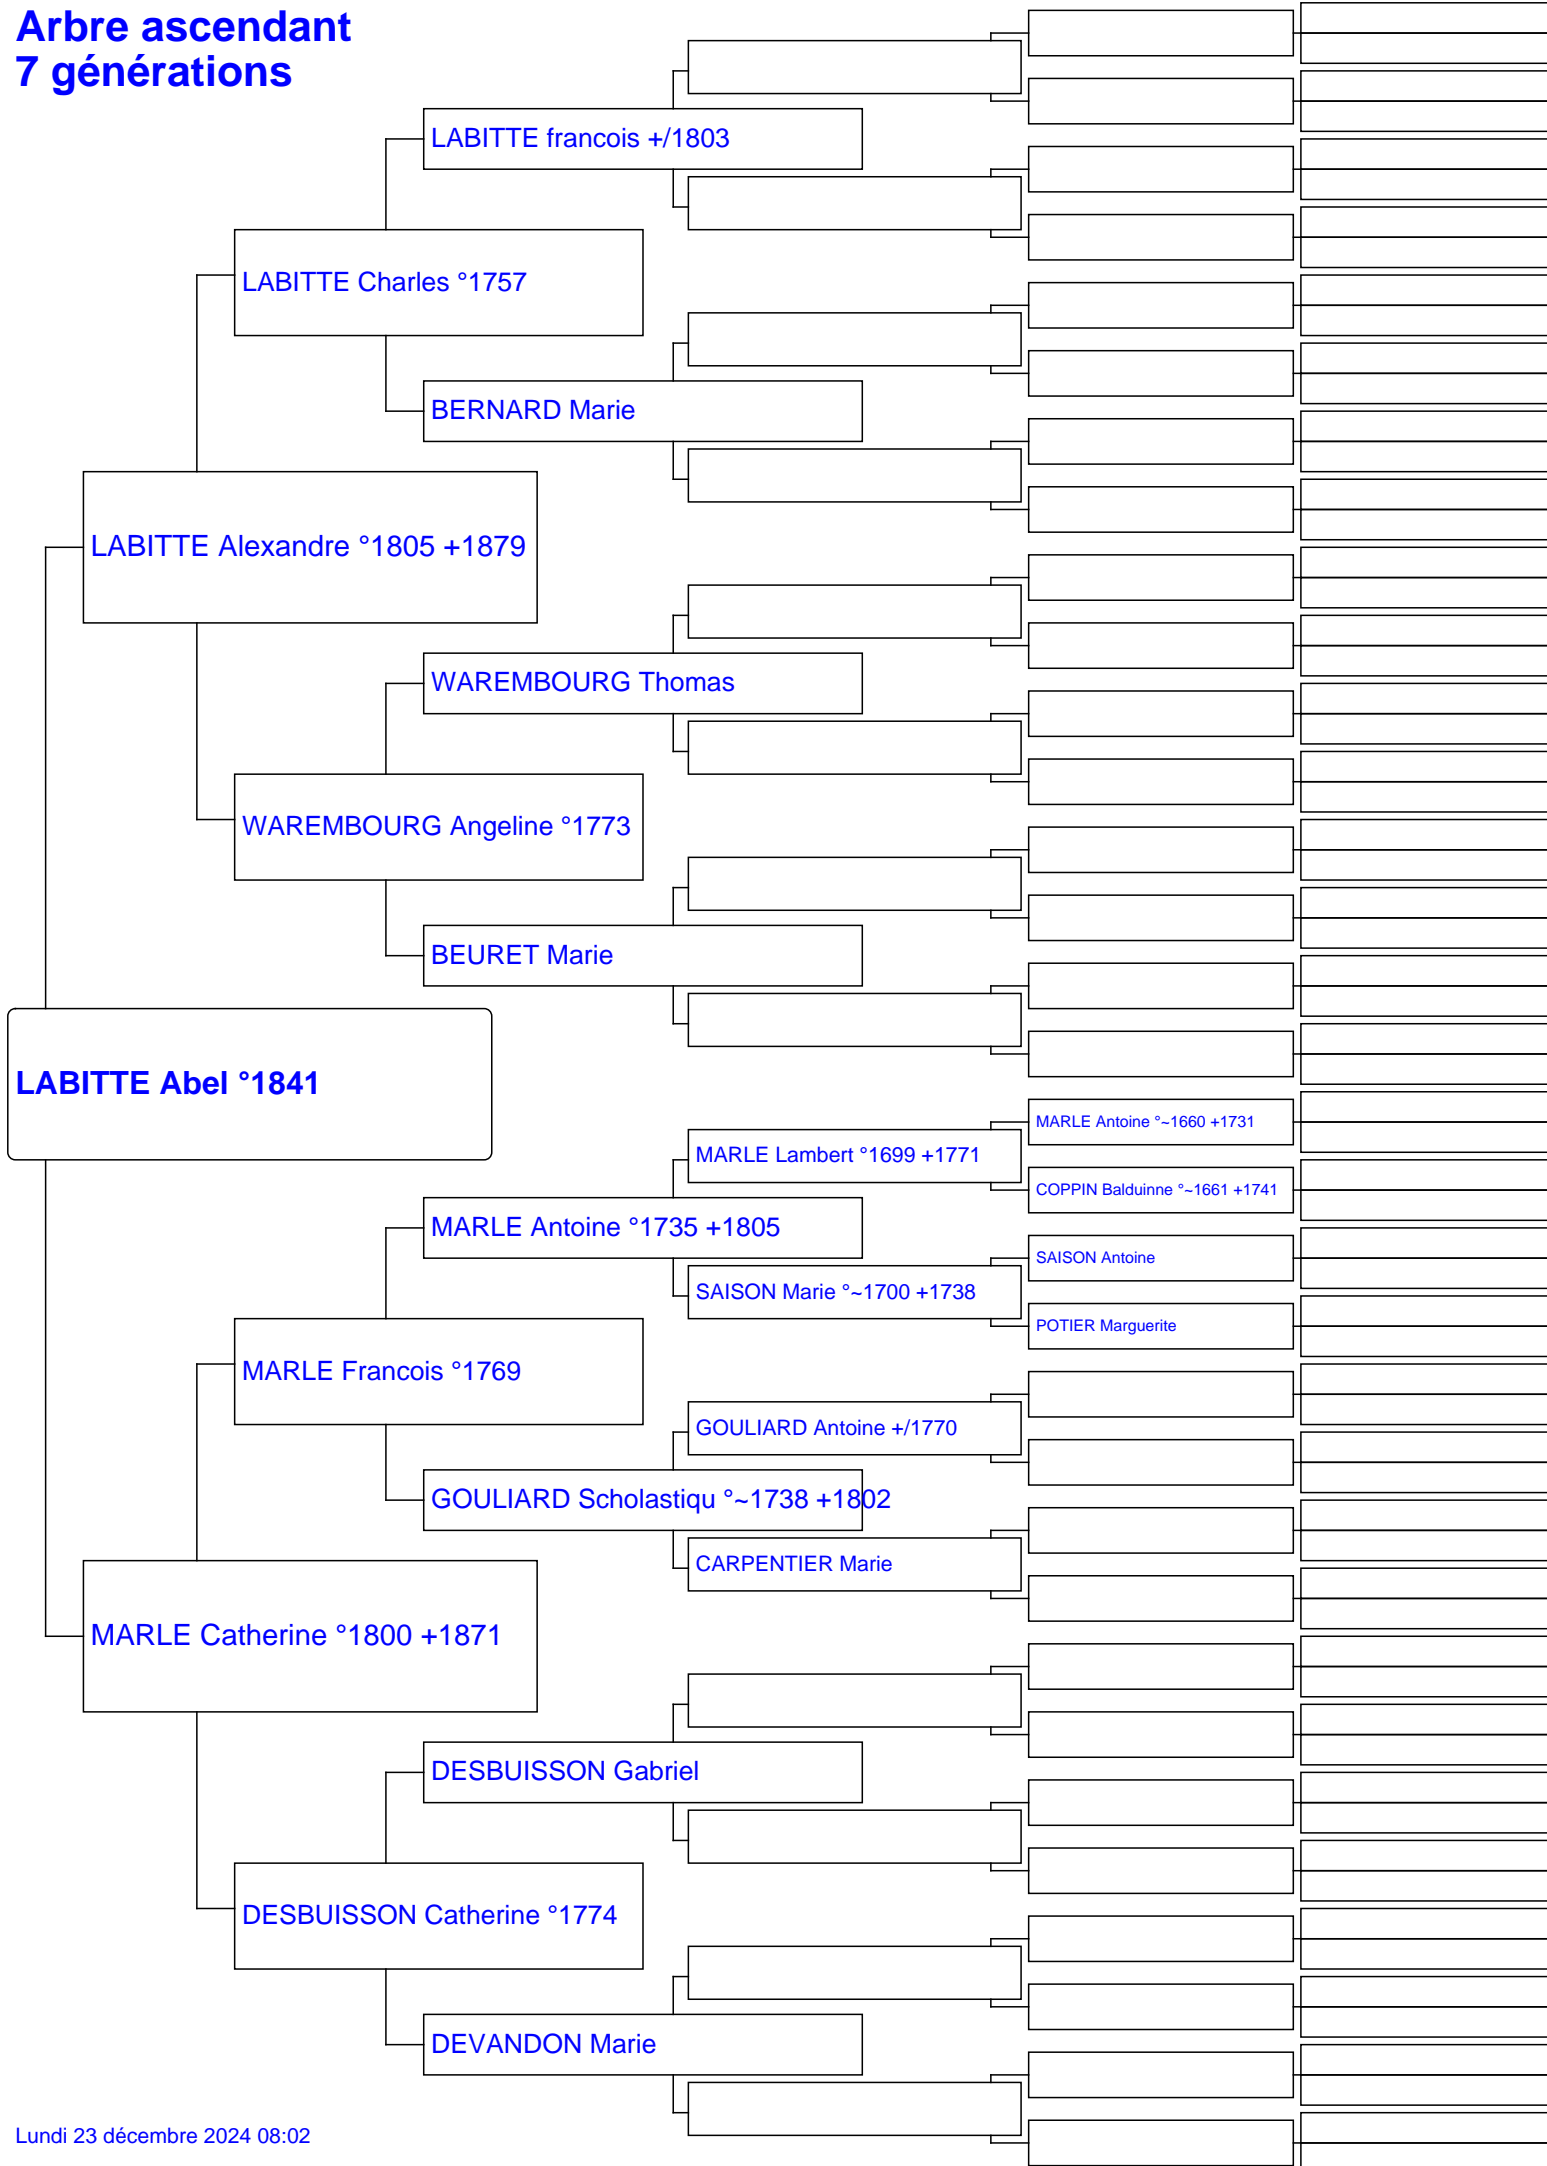 Arbre ascendant
7 générations
LABITTE francois +/1803
LABITTE Charles °1757
BERNARD Marie
LABITTE Alexandre °1805 +1879
WAREMBOURG Thomas
WAREMBOURG Angeline °1773
BEURET Marie
LABITTE Abel °1841
MARLE Antoine °~1660 +1731
MARLE Lambert °1699 +1771
COPPIN Balduinne °~1661 +1741
MARLE Antoine °1735 +1805
SAISON Antoine
SAISON Marie °~1700 +1738
POTIER Marguerite
MARLE Francois °1769
GOULIARD Antoine +/1770
GOULIARD Scholastiqu °~1738 +1802
CARPENTIER Marie
MARLE Catherine °1800 +1871
DESBUISSON Gabriel
DESBUISSON Catherine °1774
DEVANDON Marie
Lundi 23 décembre 2024 08:02